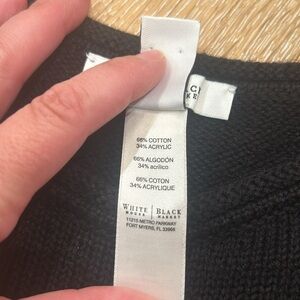 66% COTTON
34% ACRYLIC
66% ALGODÓN
34% acrílico
66% COTON
34% ACRYLIQUE
WHITE | BLACK
HOUSE | MARKET
11215 METRO PARKWAY
FORT MYERS, FL 33966